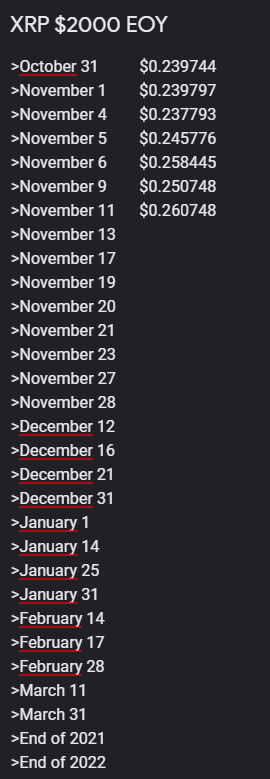 XRP $2000 EOY
>October 31 $0.239744
>November 1 $0.239797
>November 4 $0.237793
>November 5 $0.245776
>November 6 $0.258445
>November 9 $0.250748
>November 11 $0.260748
>November 13
>November 17
>November 19
>November 20
>November 21
>November 23
>November 27
>November 28
>December 12
>December 16
>December 21
>December 31
>January 1
>January 14
>January 25
>January 31
>February 14
>February 17
>February 28
>March 11
>March 31
>End of 2021
>End of 2022